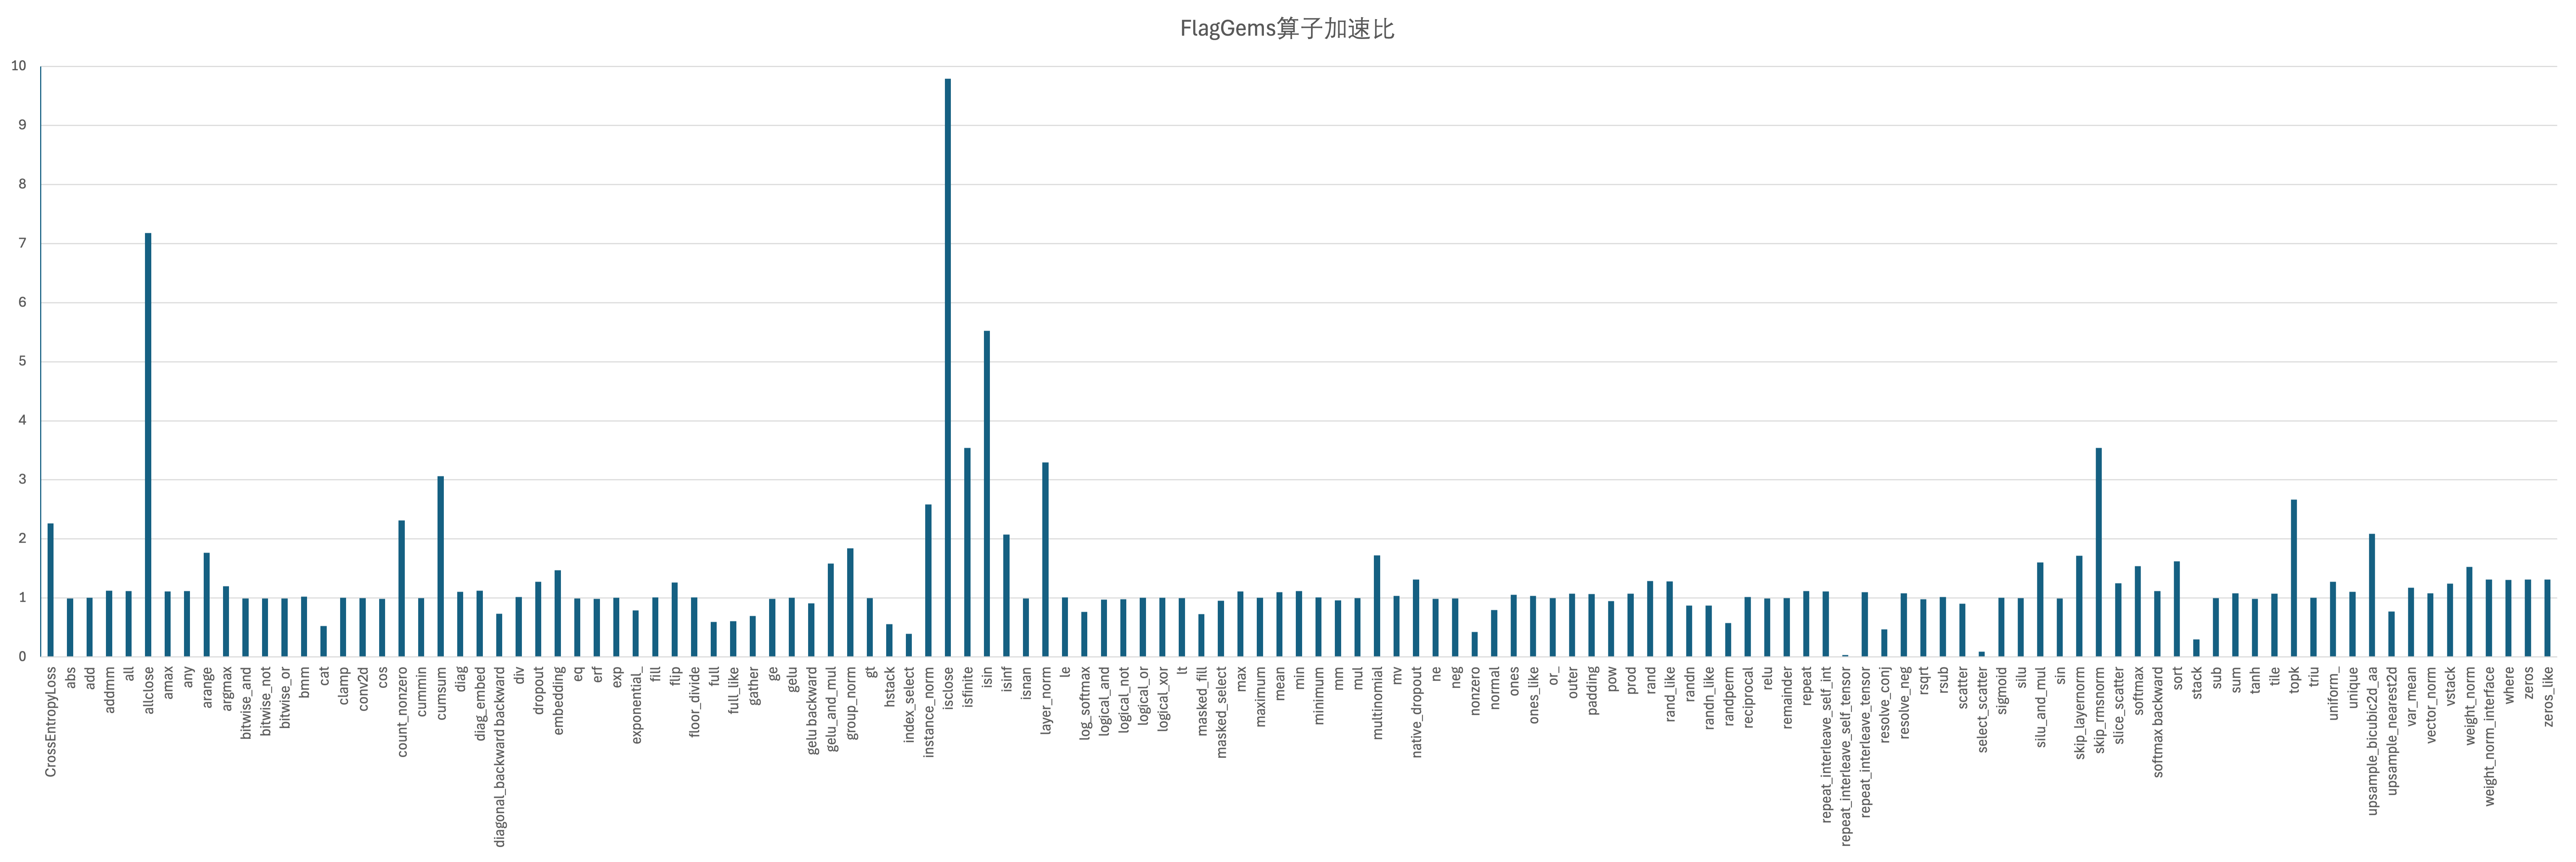 FlagGems算子加速比
10
9
8
7
6
5
4
3
2
1
0
CrossEntropyLoss
abs
add
addmm
all
allclose
amax
any
arange
argmax
bitwise_and
bitwise_not
bitwise_or
bmm
cat
clamp
conv2d
cos
count_nonzero
cummin
cumsum
diag
diag_embed
diagonal_backward backward
div
dropout
embedding
eq
erf
exp
exponential_
fill
flip
floor_divide
full
full_like
gather
ge
gelu
gelu backward
gelu_and_mul
group_norm
gt
hstack
index_select
instance_norm
isclose
isfinite
isin
isinf
isnan
layer_norm
le
log_softmax
logical_and
logical_not
logical_or
logical_xor
lt
masked_fill
masked_select
max
maximum
mean
min
minimum
mm
mul
multinomial
mv
native_dropout
ne
neg
nonzero
normal
ones
ones_like
or_
outer
padding
pow
prod
rand
rand_like
randn
randn_like
randperm
reciprocal
relu
remainder
repeat
repeat_interleave_self_int
repeat_interleave_self_tensor
repeat_interleave_tensor
resolve_conj
resolve_neg
rsqrt
rsub
scatter
select_scatter
sigmoid
silu
silu_and_mul
sin
skip_layernorm
skip_rmsnorm
slice_scatter
softmax
softmax backward
sort
stack
sub
sum
tanh
tile
topk
triu
uniform_
unique
upsample_bicubic2d_aa
upsample_nearest2d
var_mean
vector_norm
vstack
weight_norm
weight_norm_interface
where
zeros
zeros_like